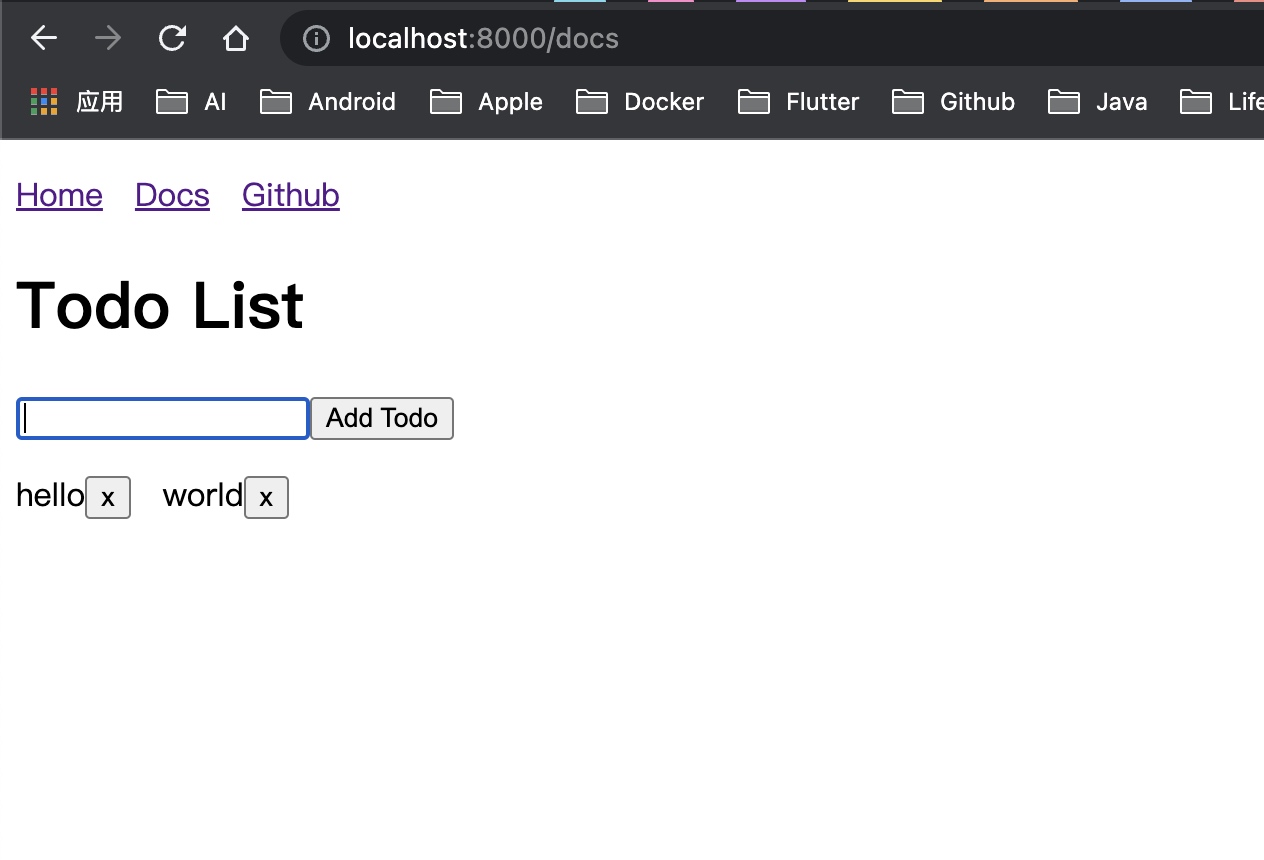 localhost:8000/docs
应用 AI Android Apple Docker Flutter Github Java Life
Home Docs Github
Todo List
Add Todo
hello x world x